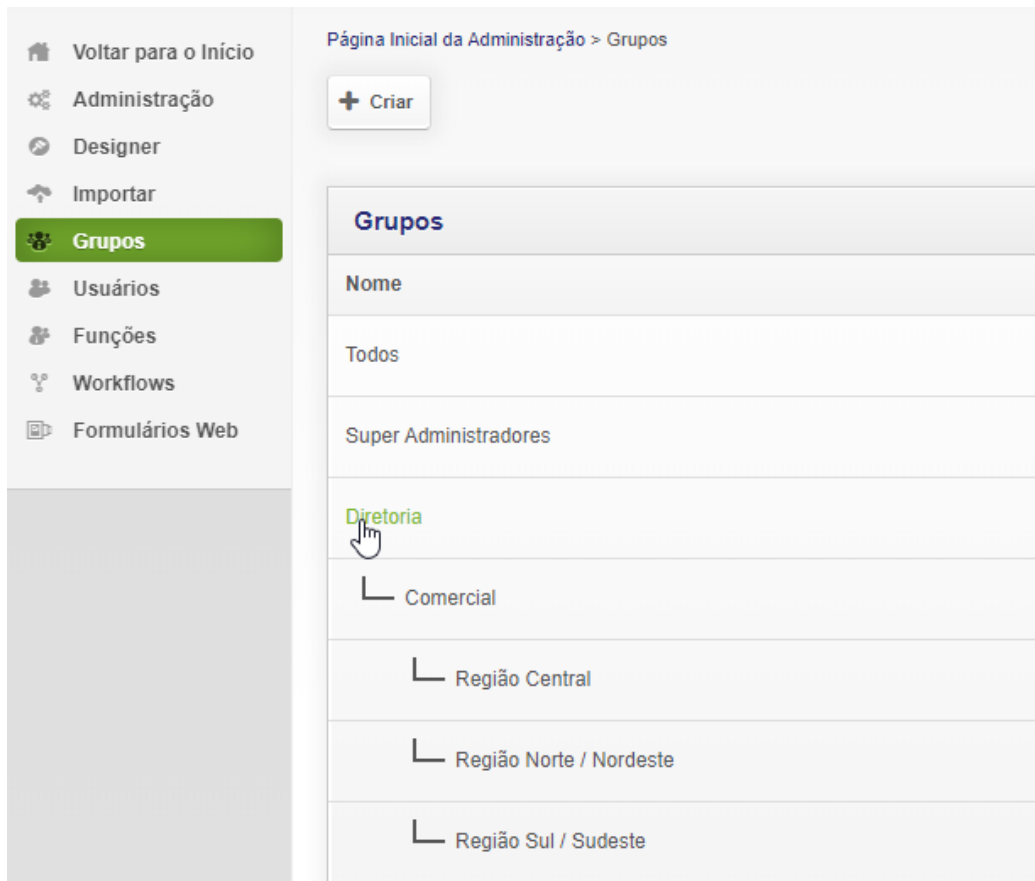 Voltar para o Início
Administração
Designer
Importar
Grupos
Usuários
Funções
Workflows
Formulários Web
Página Inicial da Administração > Grupos
+ Criar
Grupos
Nome
Todos
Super Administradores
Diretoria
Comercial
Região Central
Região Norte / Nordeste
Região Sul / Sudeste